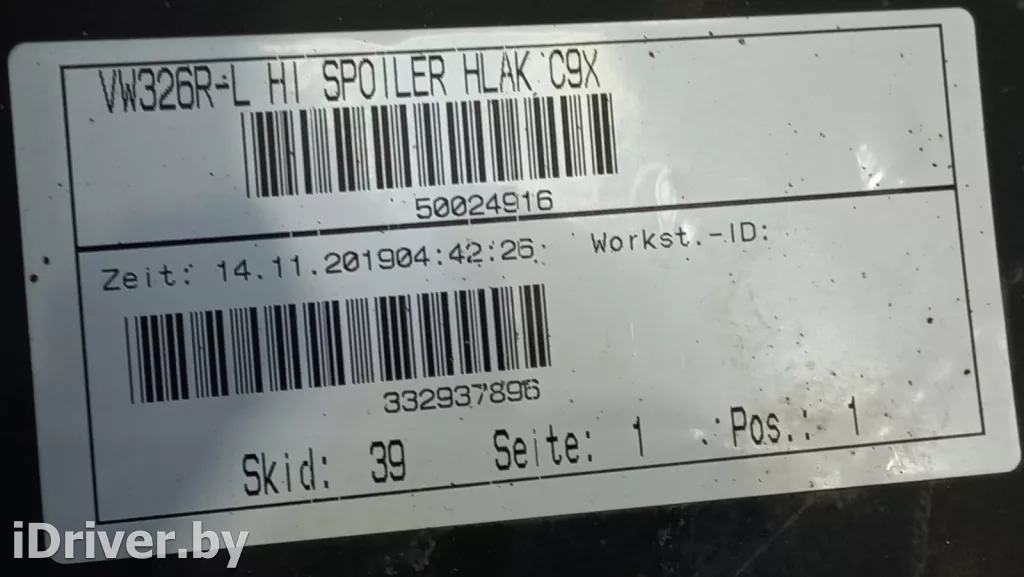 VW326R-L HI SPOILER HLAK C9X
50024916
Zeit: 14.11.201904:42:26 Workst.-ID:
332937896
Skid: 39 Seite: 1 Pos.: 1
iDriver.by